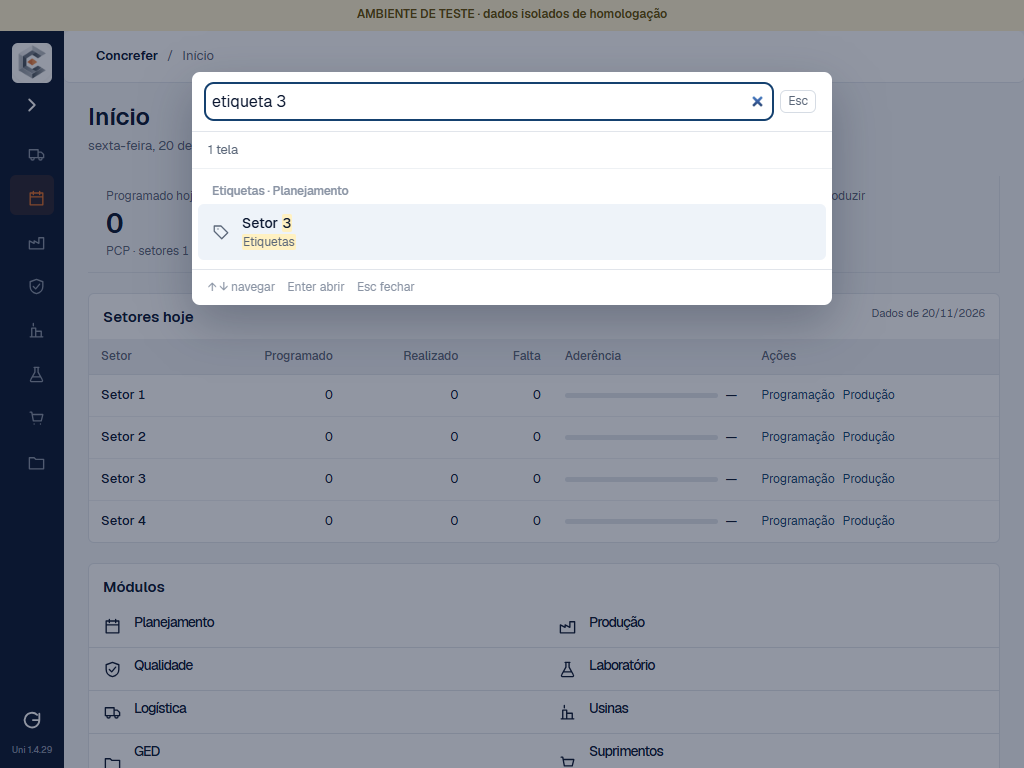 AMBIENTE DE TESTE · dados isolados de homologação
Concrefer / Início
etiqueta 3
Esc
1 tela
Etiquetas · Planejamento
Setor 3
Etiquetas
↑↓ navegar Enter abrir Esc fechar
Início
sexta-feira, 20 de
Programado hoj
oduzir
0
PCP · setores 1
Setores hoje
Dados de 20/11/2026
Setor Programado Realizado Falta Aderência Ações
Setor 1 0 0 0 — Programação Produção
Setor 2 0 0 0 — Programação Produção
Setor 3 0 0 0 — Programação Produção
Setor 4 0 0 0 — Programação Produção
Módulos
Planejamento Produção
Qualidade Laboratório
Logística Usinas
GED Suprimentos
Uni 1.4.29